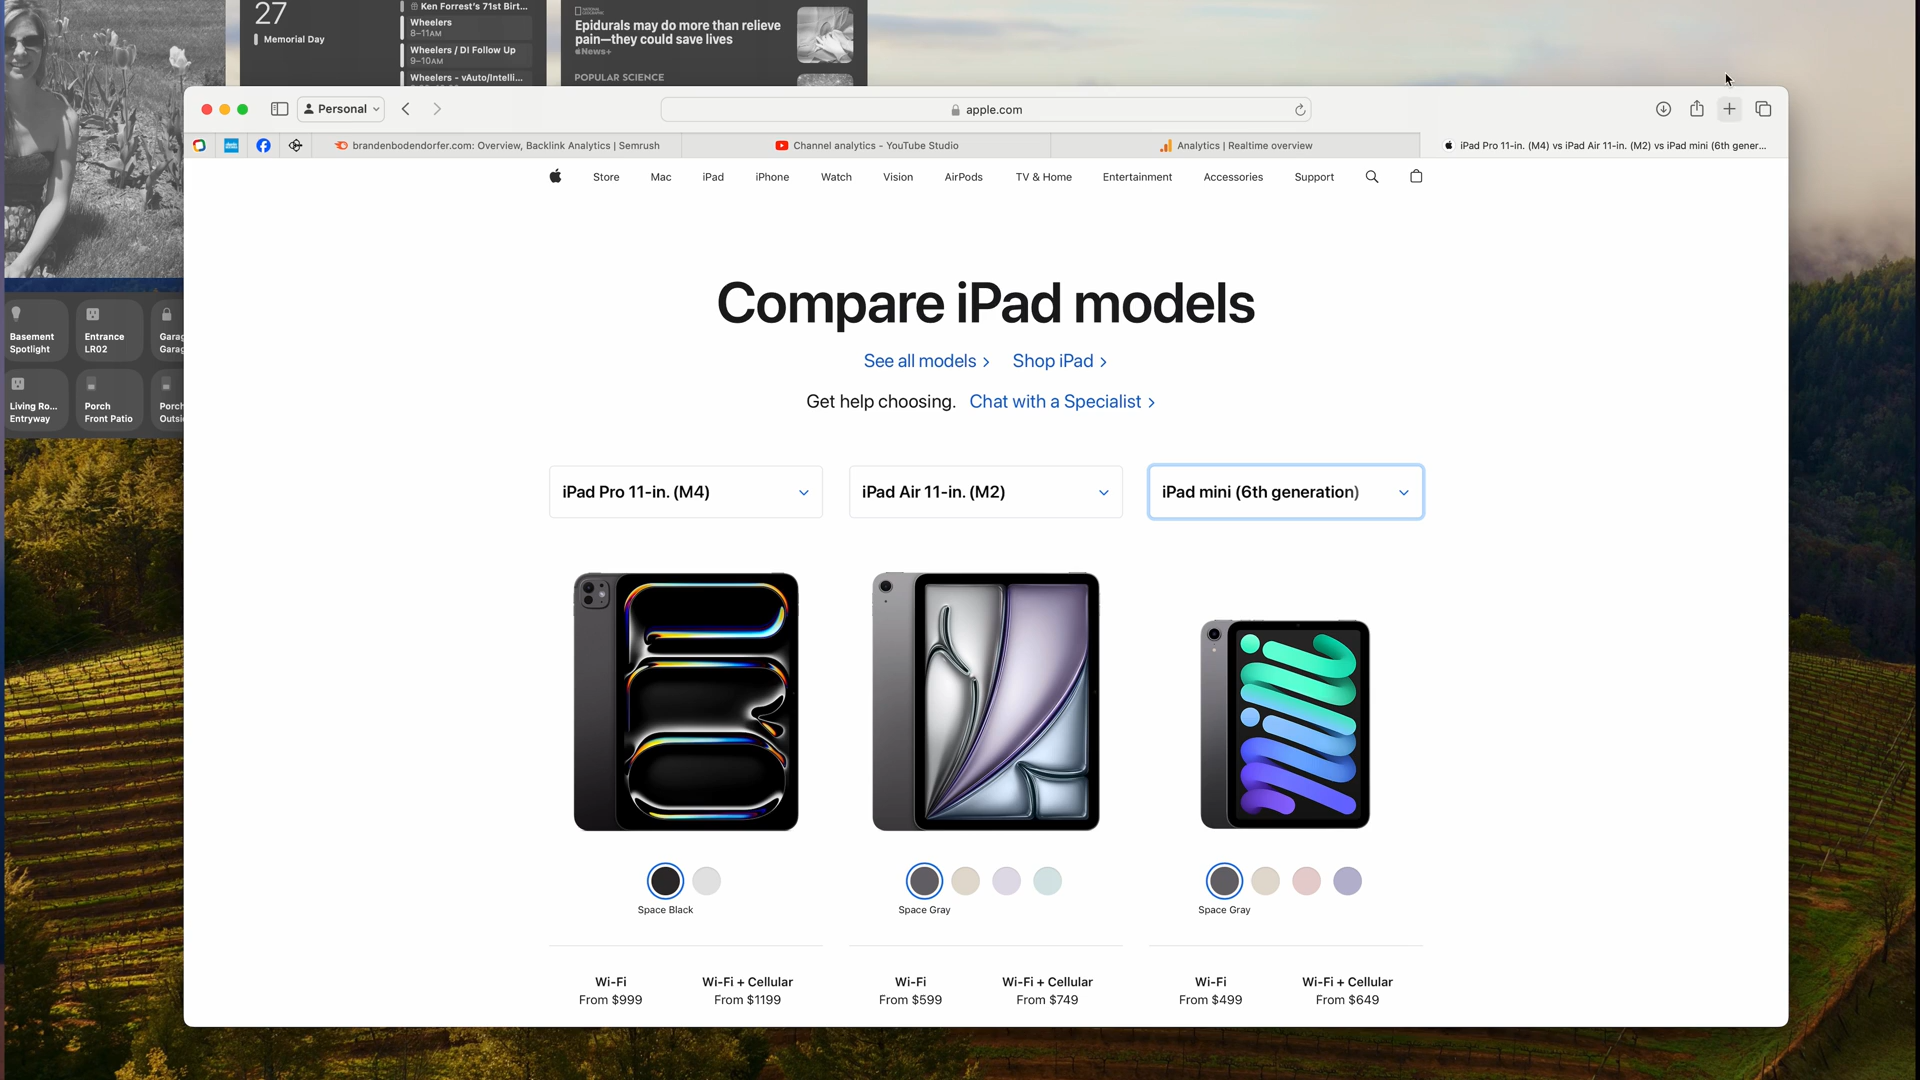 27
Memorial Day
Ken Forrest's 71st Birt...
Wheelers
8–11AM
Wheelers / DI Follow Up
9–10AM
Wheelers - vAuto/Intelli...
NATIONAL GEOGRAPHIC
Epidurals may do more than relieve
pain—they could save lives
News+
POPULAR SCIENCE
Basement
Spotlight
Entrance
LR02
Garag
Garag
Living Ro...
Entryway
Porch
Front Patio
Porch
Outsi
Personal
apple.com
brandenbodendorfer.com: Overview, Backlink Analytics | Semrush
Channel analytics - YouTube Studio
Analytics | Realtime overview
iPad Pro 11-in. (M4) vs iPad Air 11-in. (M2) vs iPad mini (6th gener...
Store
Mac
iPad
iPhone
Watch
Vision
AirPods
TV & Home
Entertainment
Accessories
Support
Compare iPad models
See all models >
Shop iPad >
Get help choosing. Chat with a Specialist >
iPad Pro 11-in. (M4)
iPad Air 11-in. (M2)
iPad mini (6th generation)
Space Black
Space Gray
Space Gray
Wi-Fi
From $999
Wi-Fi + Cellular
From $1199
Wi-Fi
From $599
Wi-Fi + Cellular
From $749
Wi-Fi
From $499
Wi-Fi + Cellular
From $649